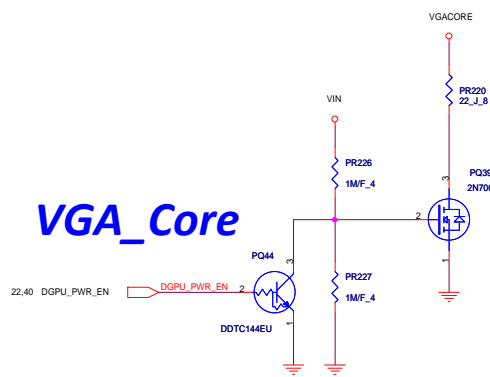 VGACORE
PR220
22_J_8
VIN
PR226
1M/F_4
3
PQ39
2
1
VGA_Core
PQ44
3
22,40 DGPU_PWR_EN
DGPU_PWR_EN
2
1
DDTC144EU
PR227
1M/F_4